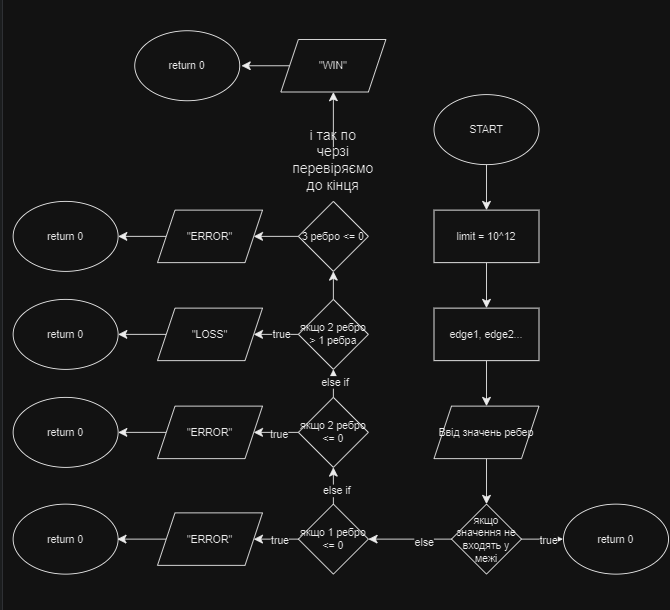 return 0
"WIN"
START
і так по
черзі
перевіряємо
до кінця
return 0
"ERROR"
3 ребро <= 0
limit = 10^12
return 0
"LOSS"
true
якщо 2 ребро
> 1 ребра
edge1, edge2...
else if
return 0
"ERROR"
true
якщо 2 ребро
<= 0
Ввід значень ребер
else if
return 0
"ERROR"
true
якщо 1 ребро
<= 0
else
якщо
значення не
входять у
межі
true
return 0